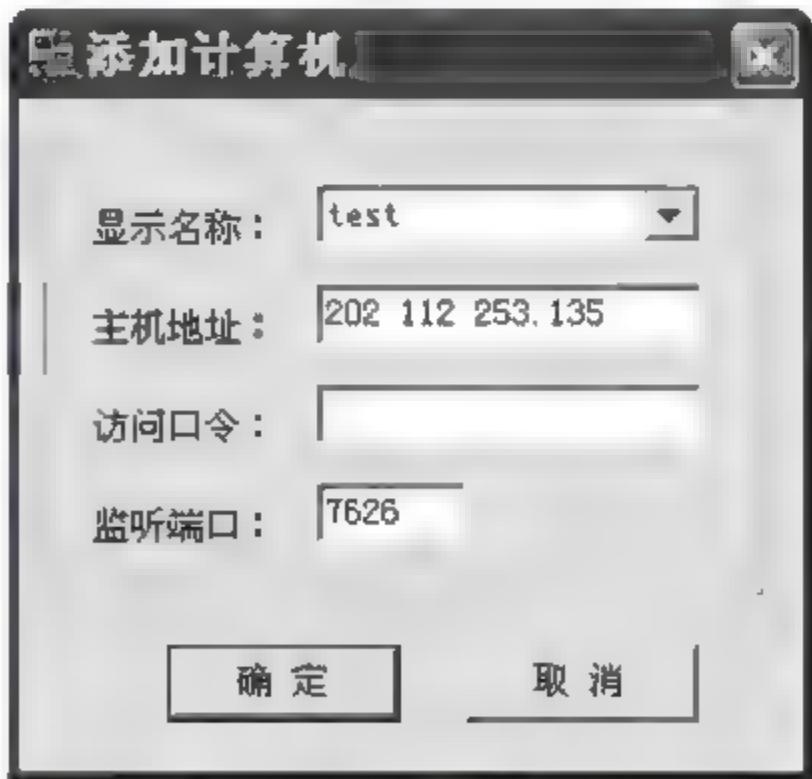 添加计算机
显示名称： test
主机地址： 202 112 253.135
访问口令：
监听端口： 7626
确 定
取 消